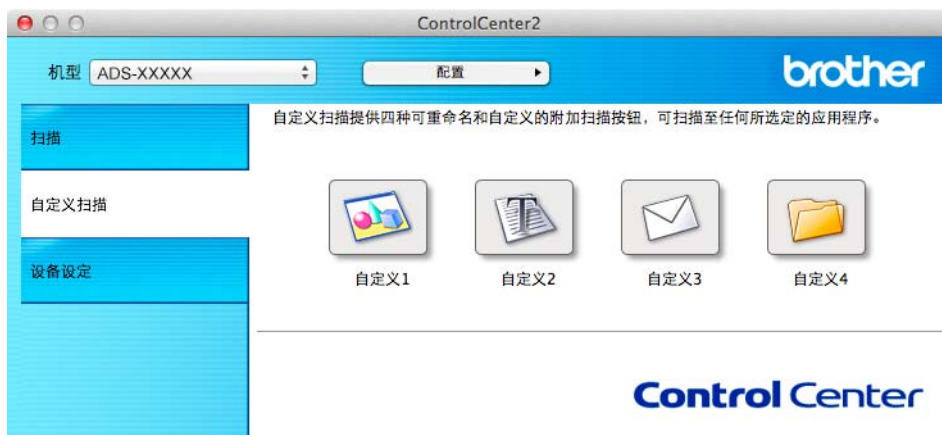 ControlCenter2
机型 ADS-XXXXX 配置 brother
扫描
自定义扫描提供四种可重命名和自定义的附加扫描按钮，可扫描至任何所选定的应用程序。
自定义扫描
自定义1 自定义2 自定义3 自定义4
设备设定
Control Center